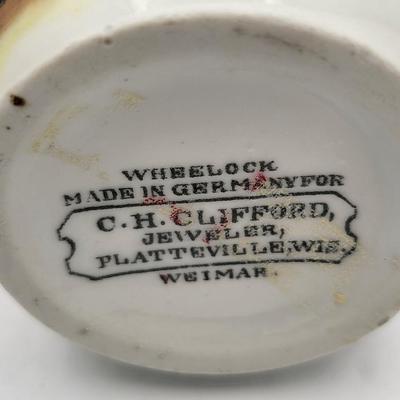 WHEELOCK
MADE IN GERMANY FOR
C. H. CLIFFORD,
JEWELER,
PLATTEVILLE, WIS.
WEIMAR